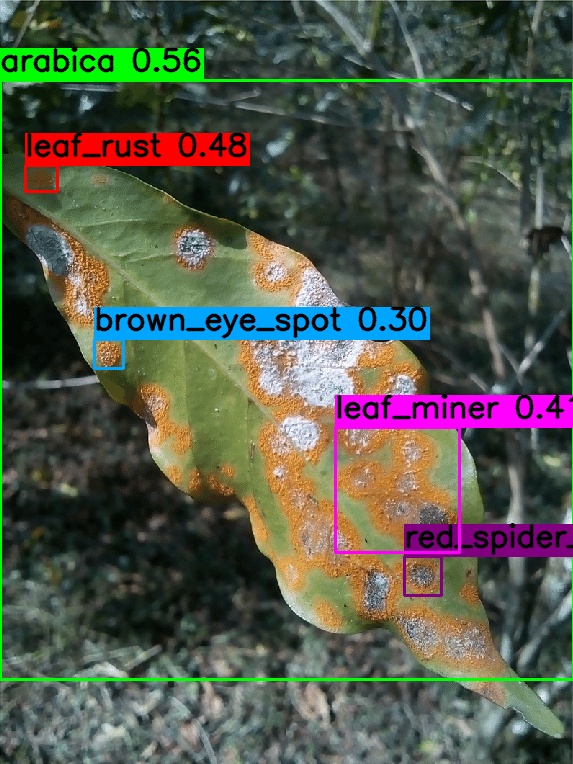 arabica 0.56
leaf_rust 0.48
brown_eye_spot 0.30
leaf_miner 0.41
red_spider_